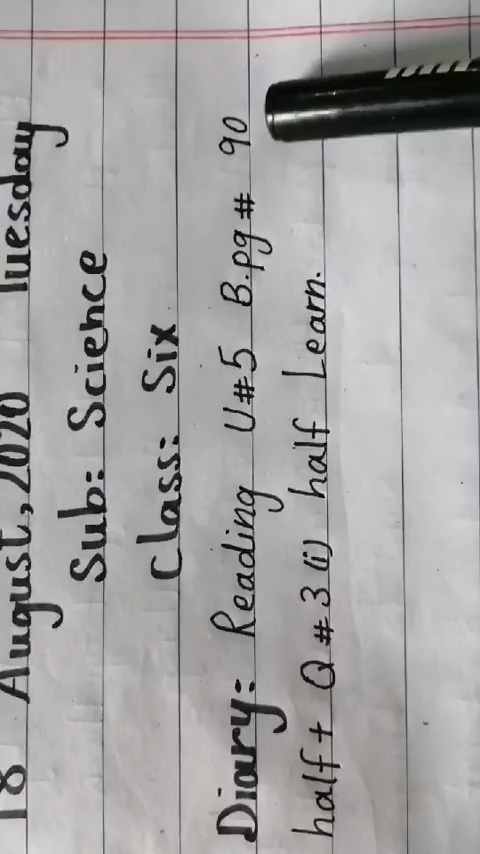 18 August, 2020 Tuesday
Sub: Science
Class: Six
Diary: Reading U#5 B.pg# 90
half + Q#3(i) half Learn.